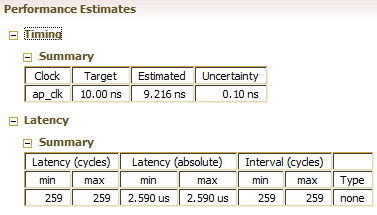 Performance Estimates
Timing
Summary
Clock Target Estimated Uncertainty
ap_clk 10.00 ns 9.216 ns 0.10 ns
Latency
Summary
Latency (cycles) Latency (absolute) Interval (cycles)
min max min max min max Type
259 259 2.590 us 2.590 us 259 259 none